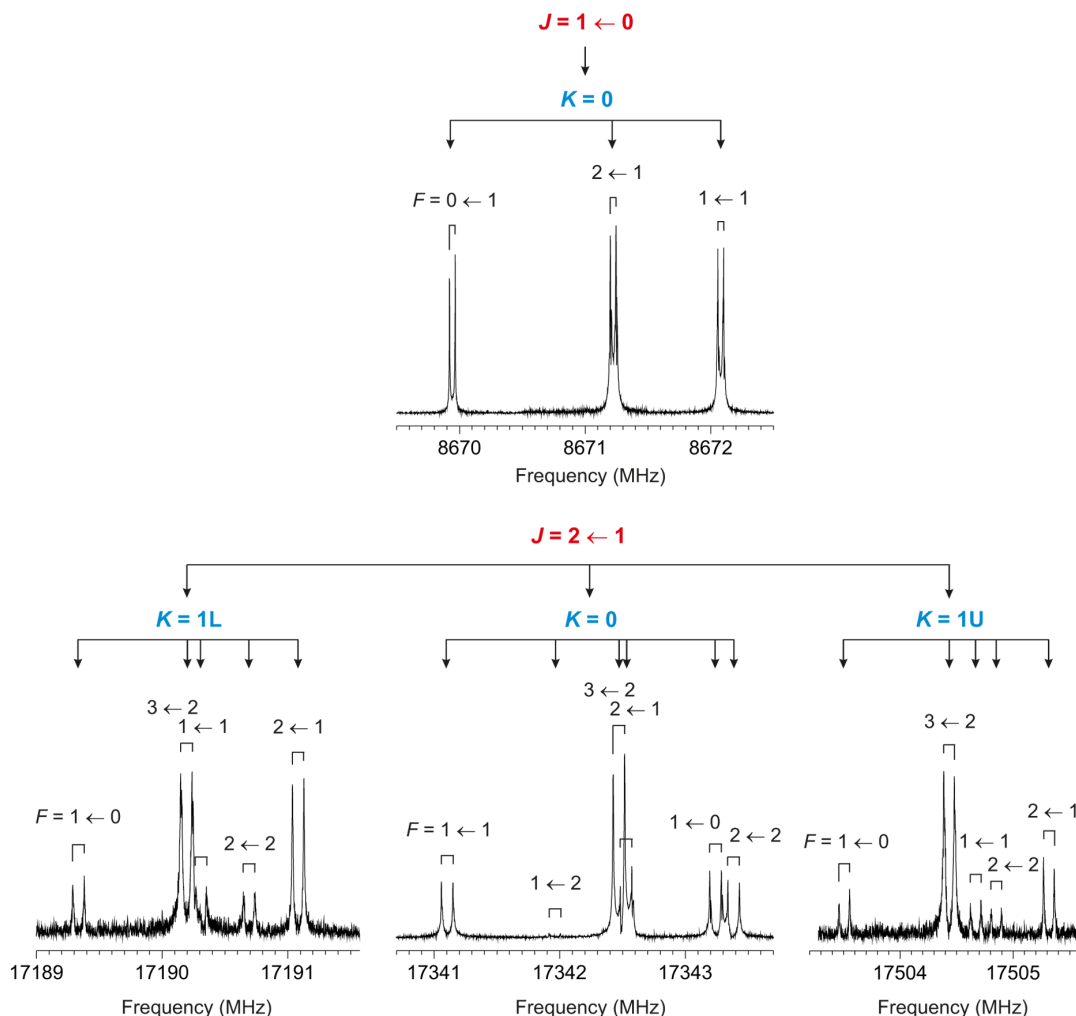 J = 1 ← 0
K = 0
2 ← 1
F = 0 ← 1
1 ← 1
8670 8671 8672
Frequency (MHz)
J = 2 ← 1
K = 1L K = 0 K = 1U
3 ← 2
1 ← 1
2 ← 1
F = 1 ← 0
2 ← 2
17189 17190 17191
Frequency (MHz)
3 ← 2
2 ← 1
F = 1 ← 1
1 ← 2
1 ← 0
2 ← 2
17341 17342 17343
Frequency (MHz)
3 ← 2
2 ← 1
F = 1 ← 0
1 ← 1
2 ← 2
17504 17505
Frequency (MHz)